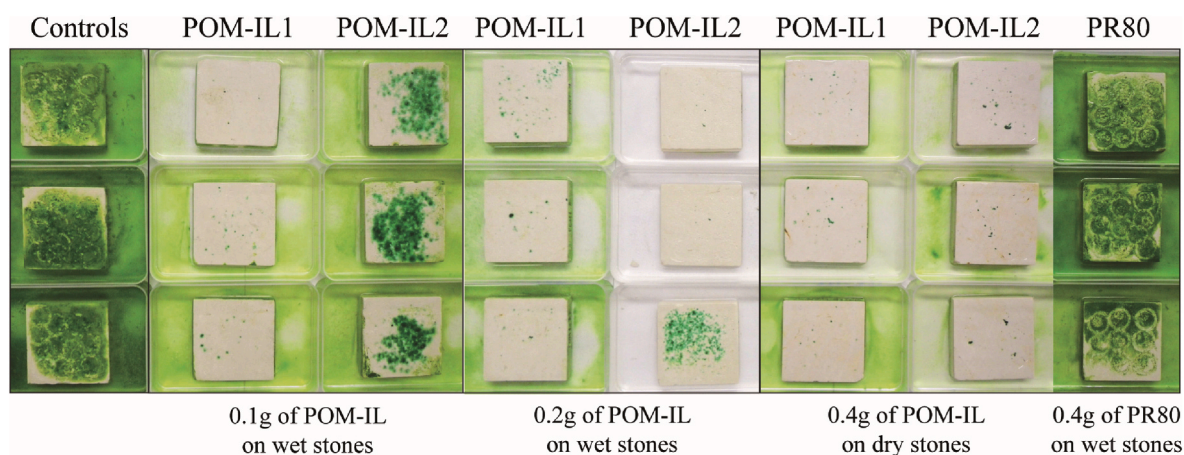 Controls POM-IL1 POM-IL2 POM-IL1 POM-IL2 POM-IL1 POM-IL2 PR80
0.1g of POM-IL
on wet stones
0.2g of POM-IL
on wet stones
0.4g of POM-IL
on dry stones
0.4g of PR80
on wet stones